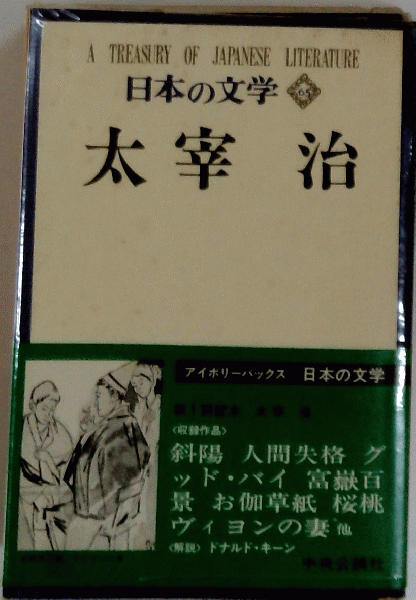 A TREASURY OF JAPANESE LITERATURE
日本の文学 65
太宰 治
アイボリーバックス 日本の文学
太宰 治
〈収録作品〉
斜陽 人間失格 グ
ッド・バイ 富嶽百
景 お伽草紙 桜桃
ヴィヨンの妻 他
〈解説〉ドナルド・キーン
中央公論社